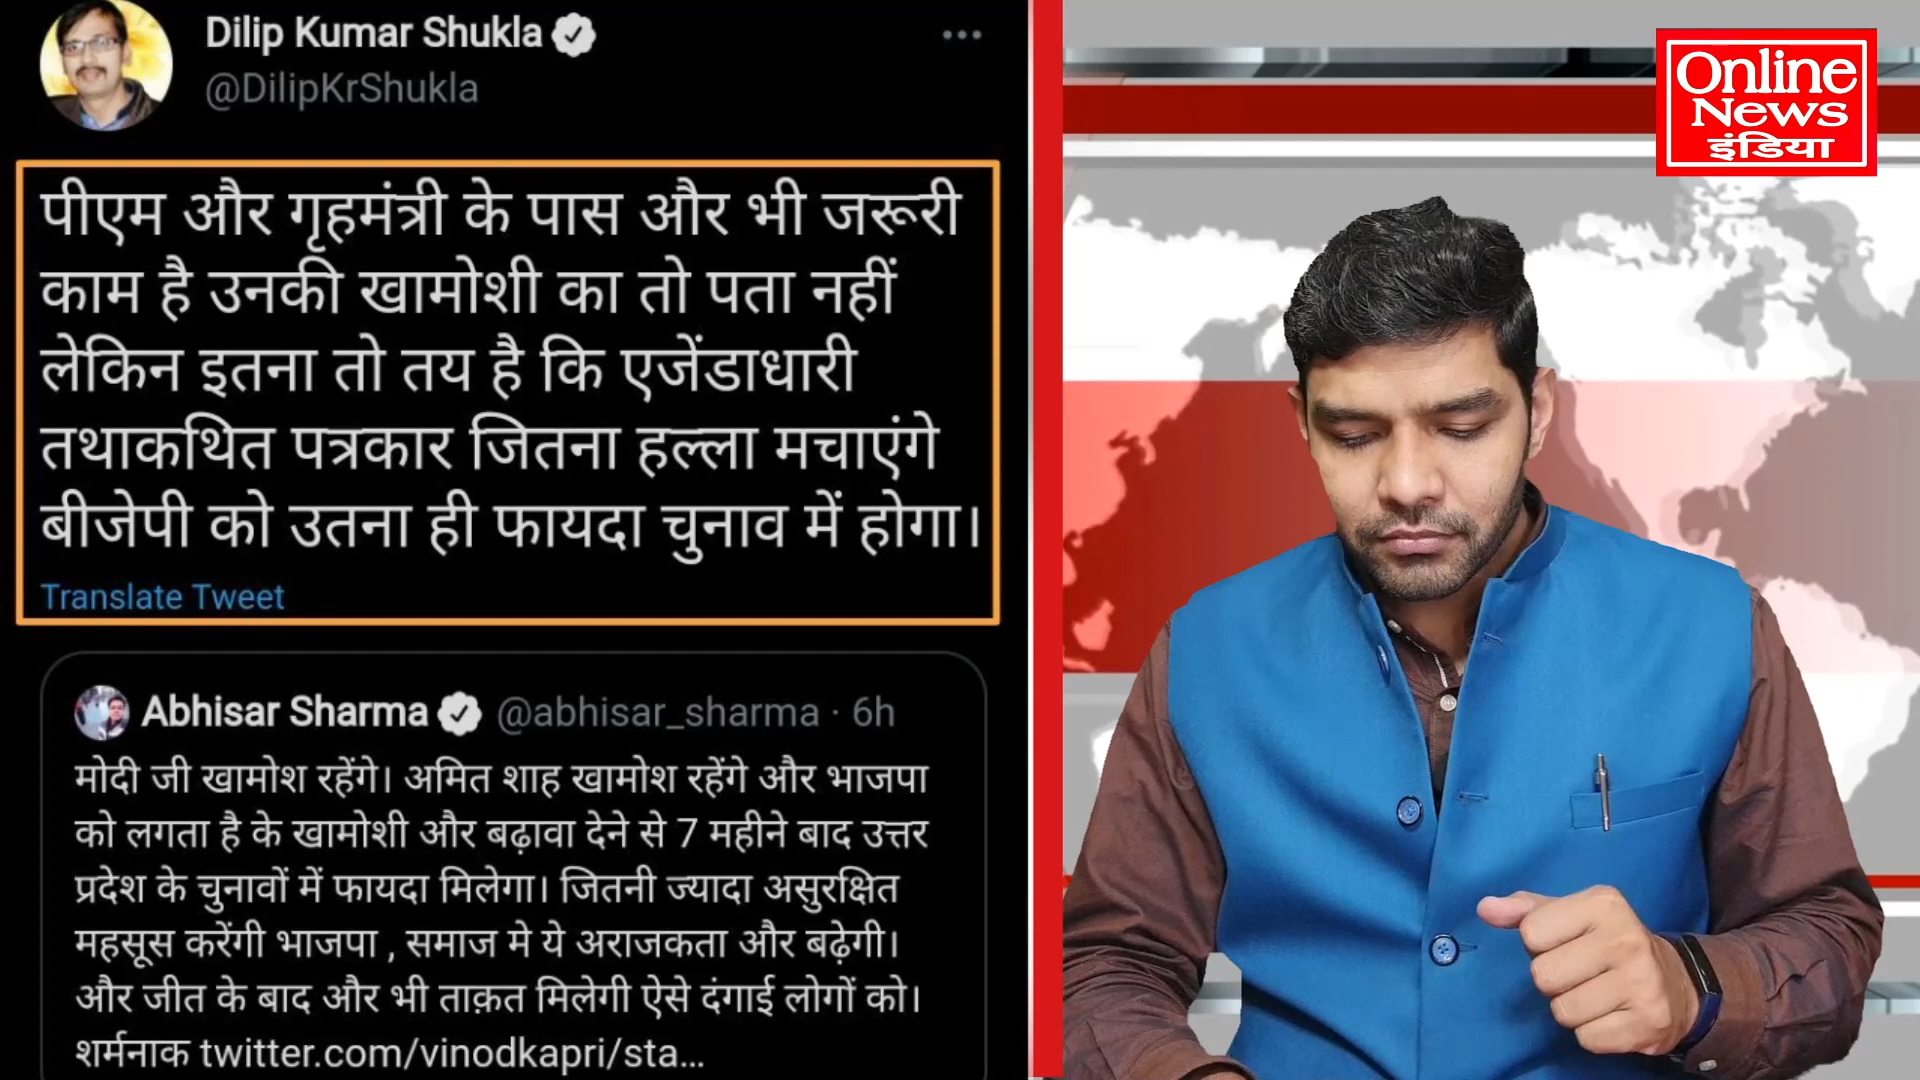 Dilip Kumar Shukla
@DilipKrShukla
पीएम और गृहमंत्री के पास और भी जरूरी
काम है उनकी खामोशी का तो पता नहीं
लेकिन इतना तो तय है कि एजेंडाधारी
तथाकथित पत्रकार जितना हल्ला मचाएंगे
बीजेपी को उतना ही फायदा चुनाव में होगा।
Translate Tweet
Abhisar Sharma @abhisar_sharma · 6h
मोदी जी खामोश रहेंगे। अमित शाह खामोश रहेंगे और भाजपा
को लगता है के खामोशी और बढ़ावा देने से 7 महीने बाद उत्तर
प्रदेश के चुनावों में फायदा मिलेगा। जितनी ज्यादा असुरक्षित
महसूस करेंगी भाजपा , समाज मे ये अराजकता और बढ़ेगी।
और जीत के बाद और भी ताक़त मिलेगी ऐसे दंगाई लोगों को।
शर्मनाक twitter.com/vinodkapri/sta...
Online
News
इंडिया